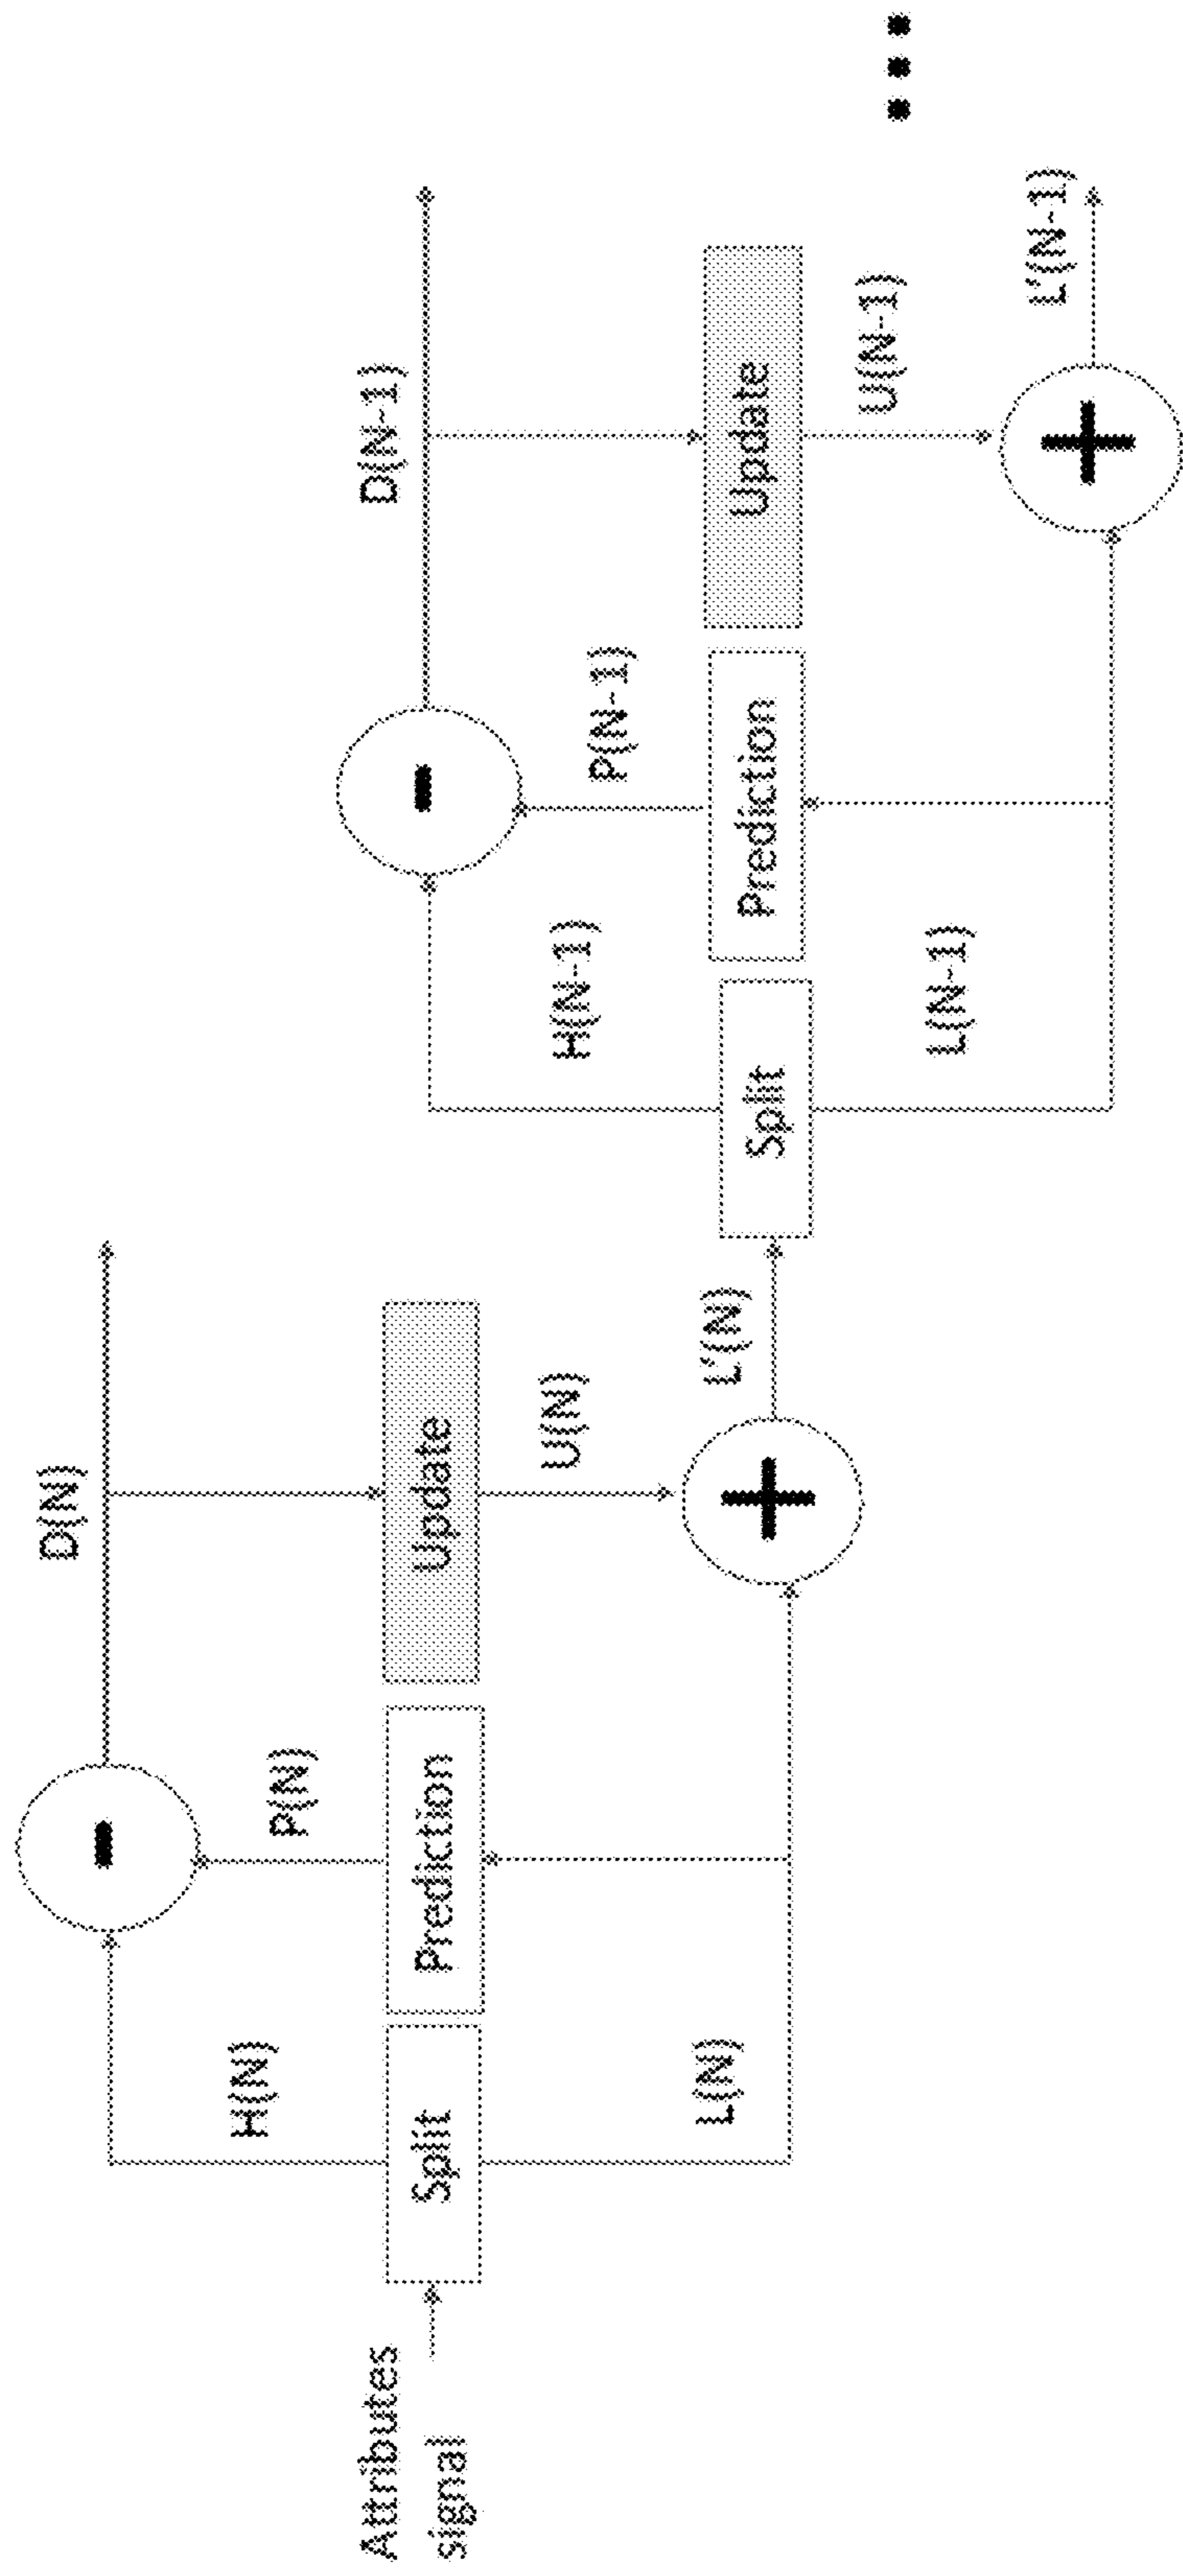 Attributes
signal
Split
H(N)
L(N)
Prediction
P(N)
-
D(N)
Update
U(N)
+
L'(N)
Split
H(N-1)
L(N-1)
Prediction
P(N-1)
-
D(N-1)
Update
U(N-1)
+
L'(N-1)
...